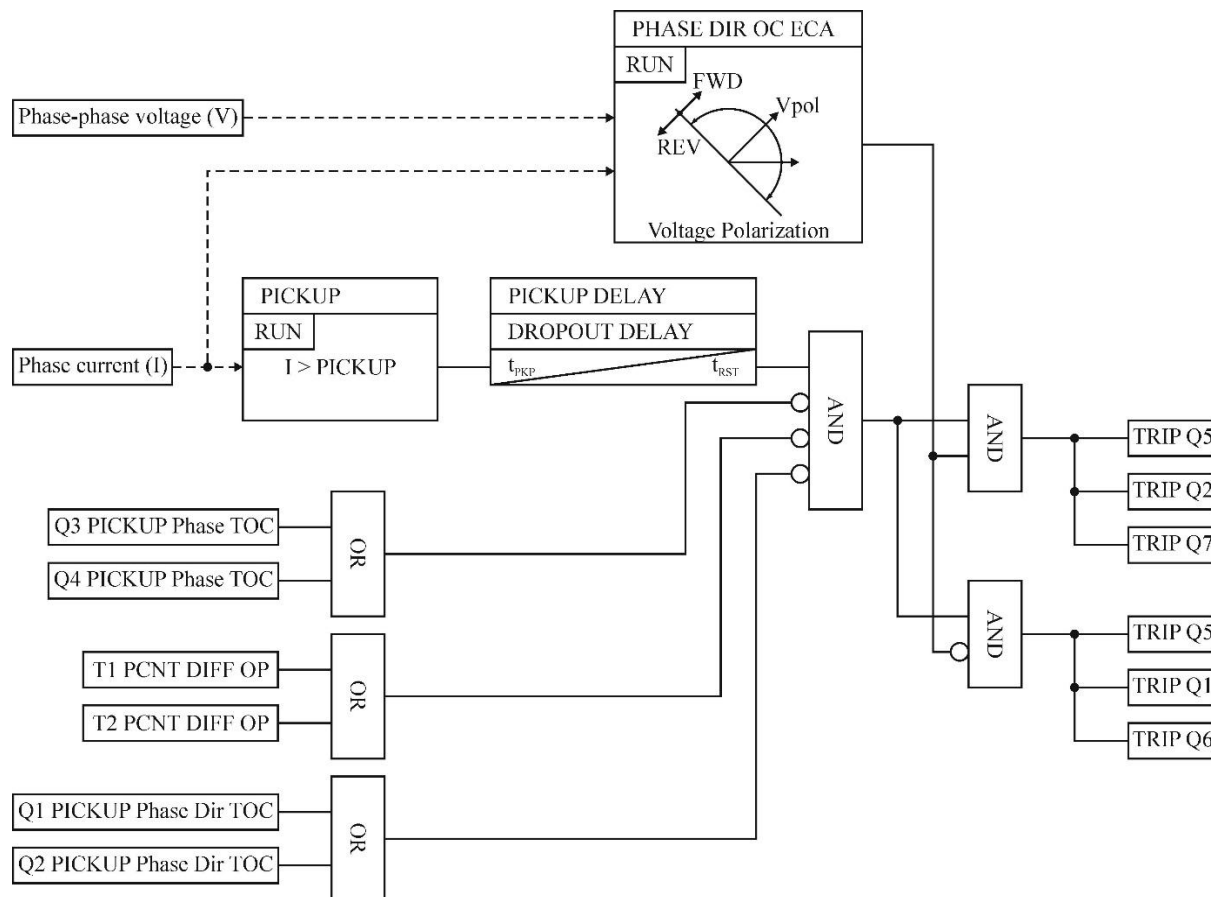 PHASE DIR OC ECA
RUN
FWD
Vpol
REV
Voltage Polarization
Phase-phase voltage (V)
PICKUP
RUN
I > PICKUP
PICKUP DELAY
DROPOUT DELAY
tPKP
tRST
Phase current (I)
AND
AND
TRIP Q5
TRIP Q2
TRIP Q7
Q3 PICKUP Phase TOC
Q4 PICKUP Phase TOC
OR
AND
TRIP Q5
TRIP Q1
TRIP Q6
T1 PCNT DIFF OP
T2 PCNT DIFF OP
OR
Q1 PICKUP Phase Dir TOC
Q2 PICKUP Phase Dir TOC
OR